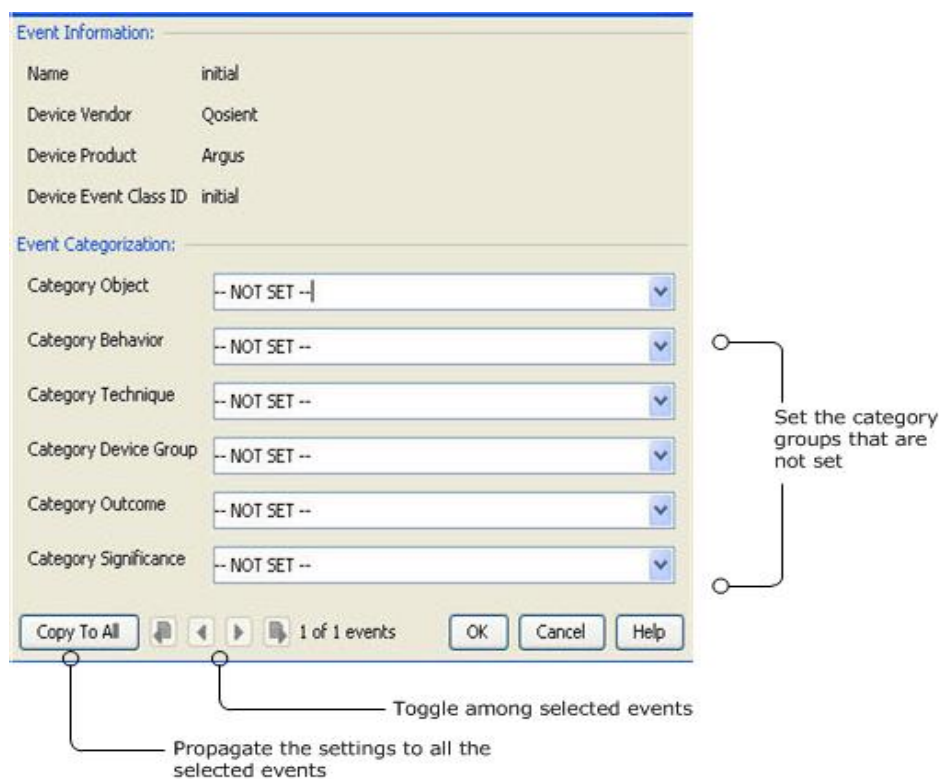 Event Information:
Name initial
Device Vendor Qosient
Device Product Argus
Device Event Class ID initial
Event Categorization:
Category Object -- NOT SET --
Category Behavior -- NOT SET --
Category Technique -- NOT SET --
Category Device Group -- NOT SET --
Category Outcome -- NOT SET --
Category Significance -- NOT SET --
Set the category
groups that are
not set
Copy To All 1 of 1 events OK Cancel Help
Toggle among selected events
Propagate the settings to all the
selected events